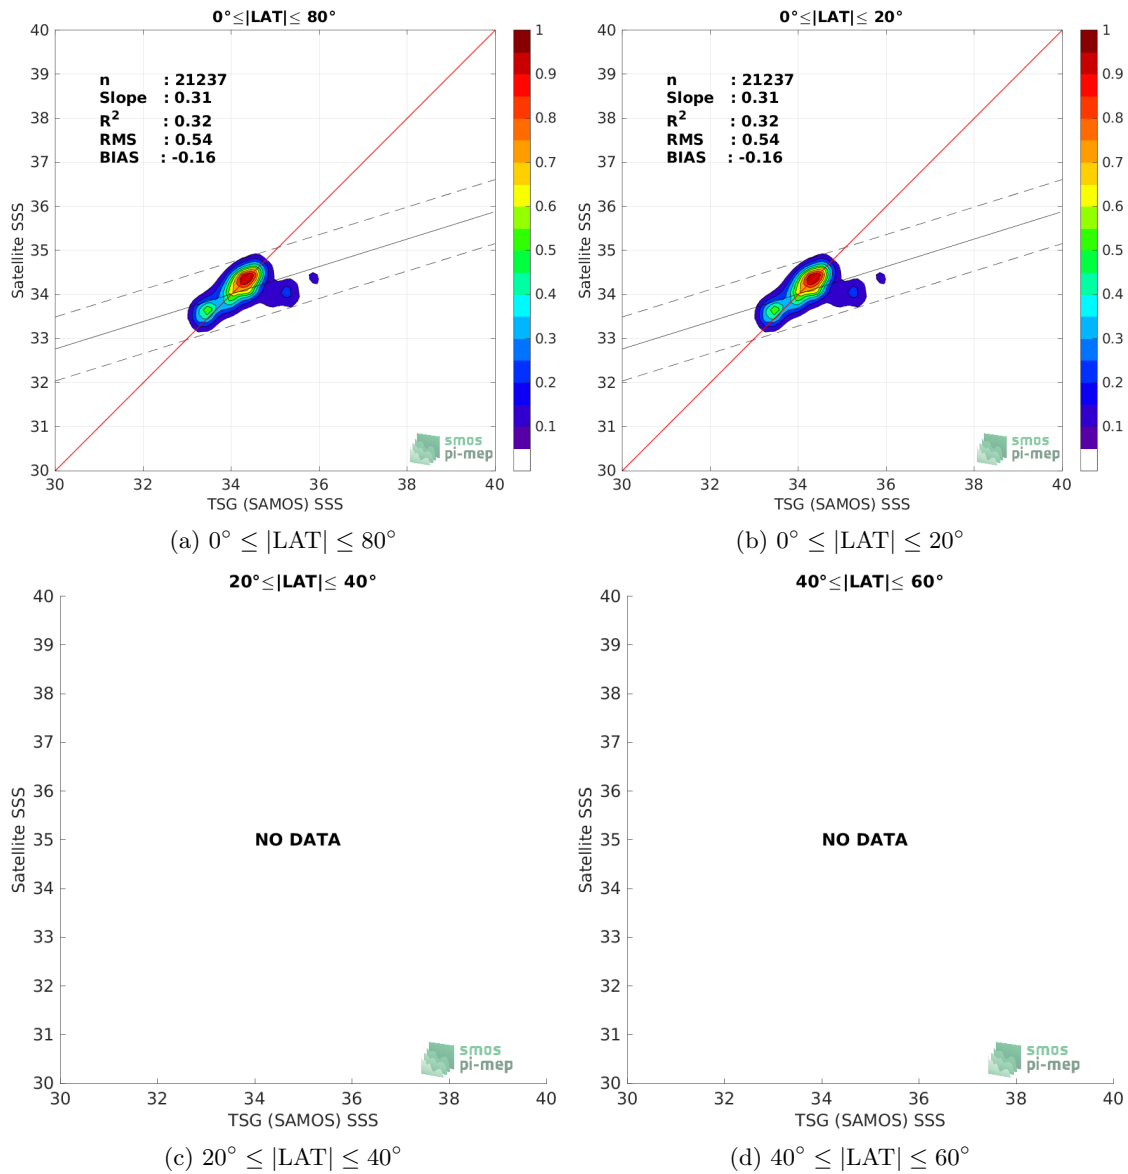 0°≤|LAT|≤ 80°
40
39
38
37
36
35
34
33
32
31
30
Satellite SSS
n : 21237
Slope : 0.31
R² : 0.32
RMS : 0.54
BIAS : -0.16
1
0.9
0.8
0.7
0.6
0.5
0.4
0.3
0.2
0.1
smos
pi-mep
30 32 34 36 38 40
TSG (SAMOS) SSS
(a) 0° ≤ |LAT| ≤ 80°
0°≤|LAT|≤ 20°
40
39
38
37
36
35
34
33
32
31
30
Satellite SSS
n : 21237
Slope : 0.31
R² : 0.32
RMS : 0.54
BIAS : -0.16
1
0.9
0.8
0.7
0.6
0.5
0.4
0.3
0.2
0.1
smos
pi-mep
30 32 34 36 38 40
TSG (SAMOS) SSS
(b) 0° ≤ |LAT| ≤ 20°
20°≤|LAT|≤ 40°
40
39
38
37
36
35
34
33
32
31
30
Satellite SSS
NO DATA
smos
pi-mep
30 32 34 36 38 40
TSG (SAMOS) SSS
(c) 20° ≤ |LAT| ≤ 40°
40°≤|LAT|≤ 60°
40
39
38
37
36
35
34
33
32
31
30
Satellite SSS
NO DATA
smos
pi-mep
30 32 34 36 38 40
TSG (SAMOS) SSS
(d) 40° ≤ |LAT| ≤ 60°